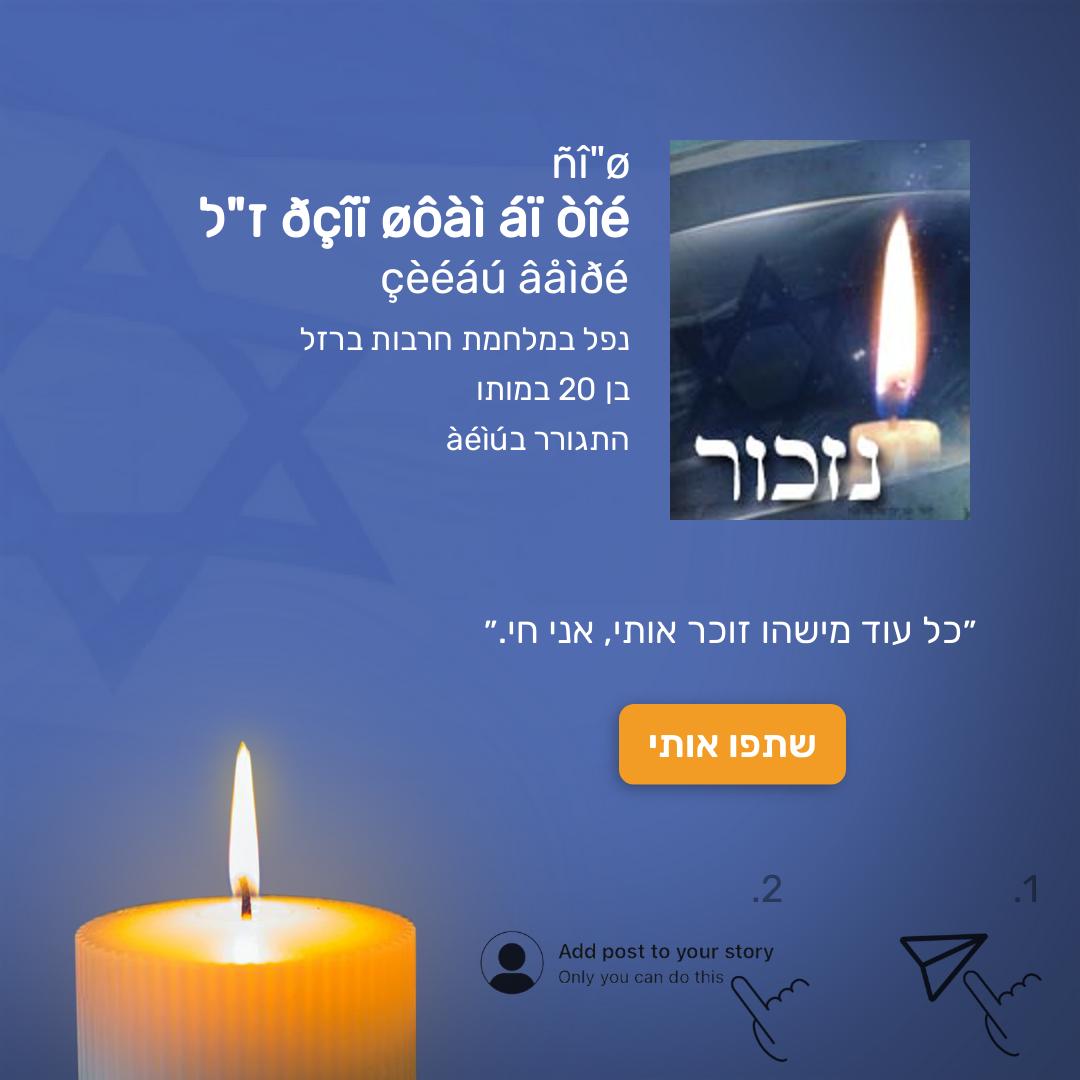 ñî"ø
ðçîï øôàì áï òîé ז"ל
çèéáú âåìðé
נפל במלחמת חרבות ברזל
בן 20 במותו
התגורר בàéìú
נזכור
”כל עוד מישהו זוכר אותי, אני חי.”
שתפו אותי
1.
2.
Add post to your story
Only you can do this